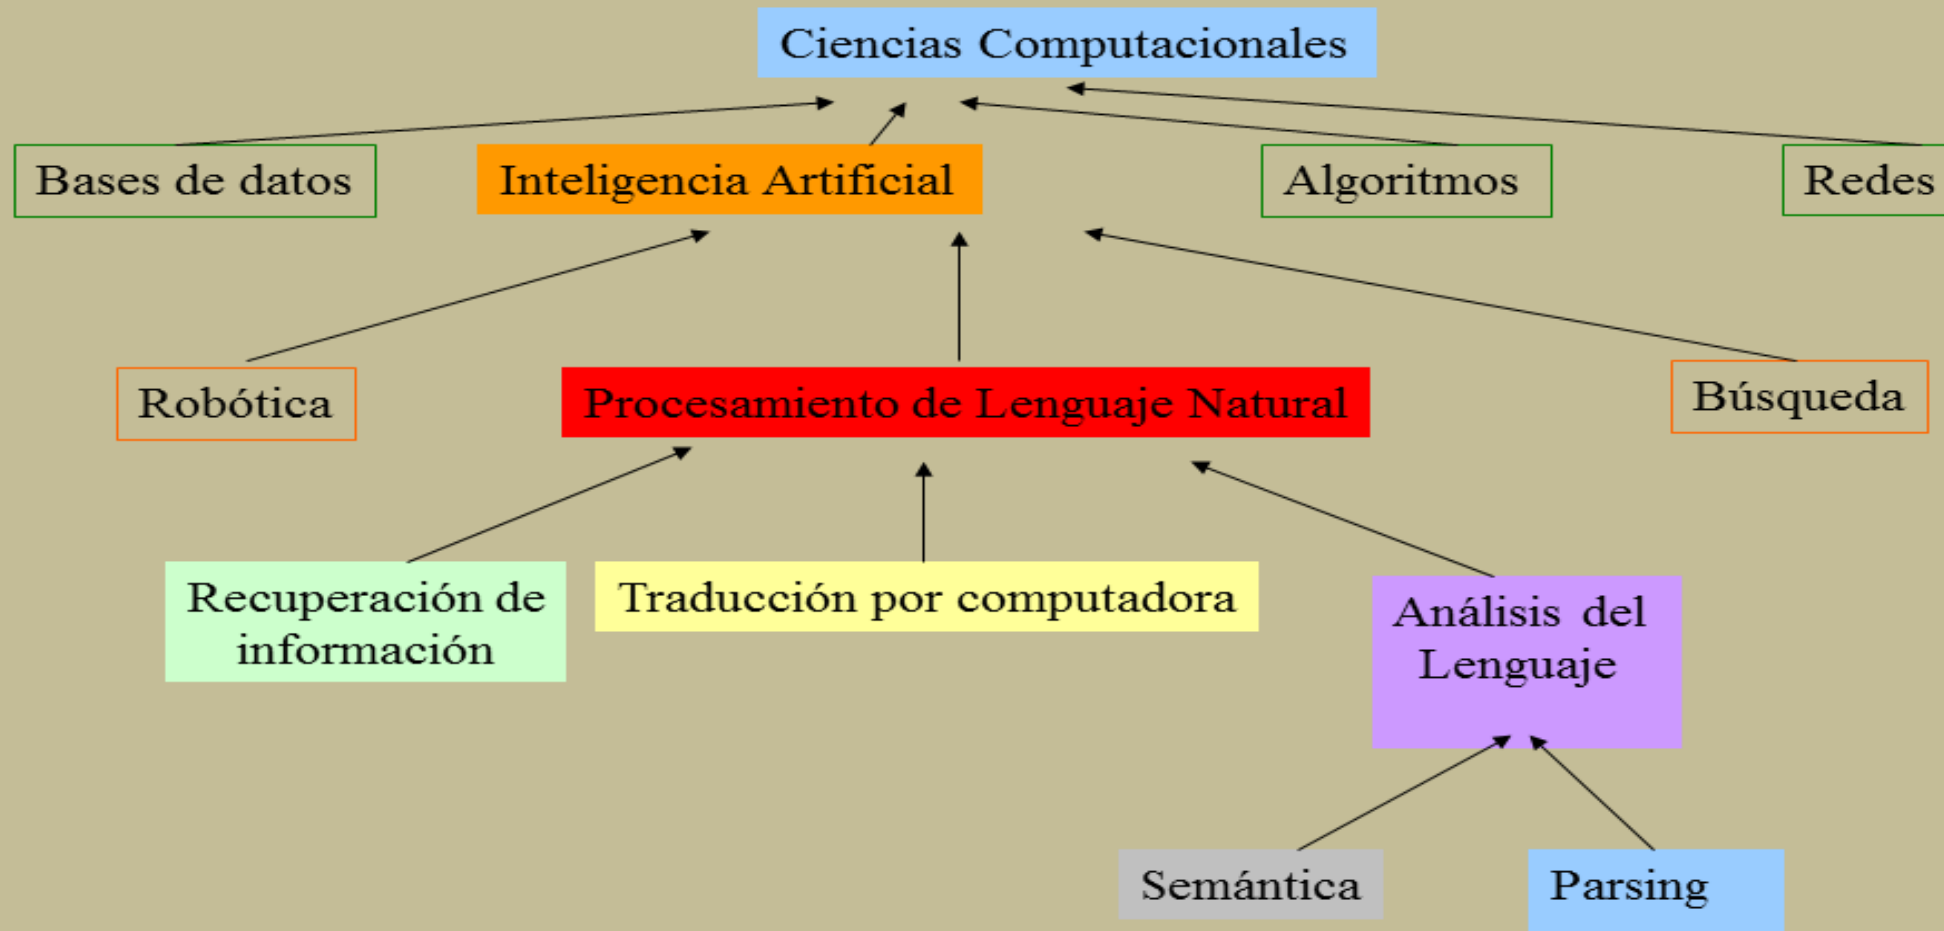 Ciencias Computacionales
Bases de datos
Inteligencia Artificial
Algoritmos
Redes
Robótica
Procesamiento de Lenguaje Natural
Búsqueda
Recuperación de
información
Traducción por computadora
Análisis del
Lenguaje
Semántica
Parsing